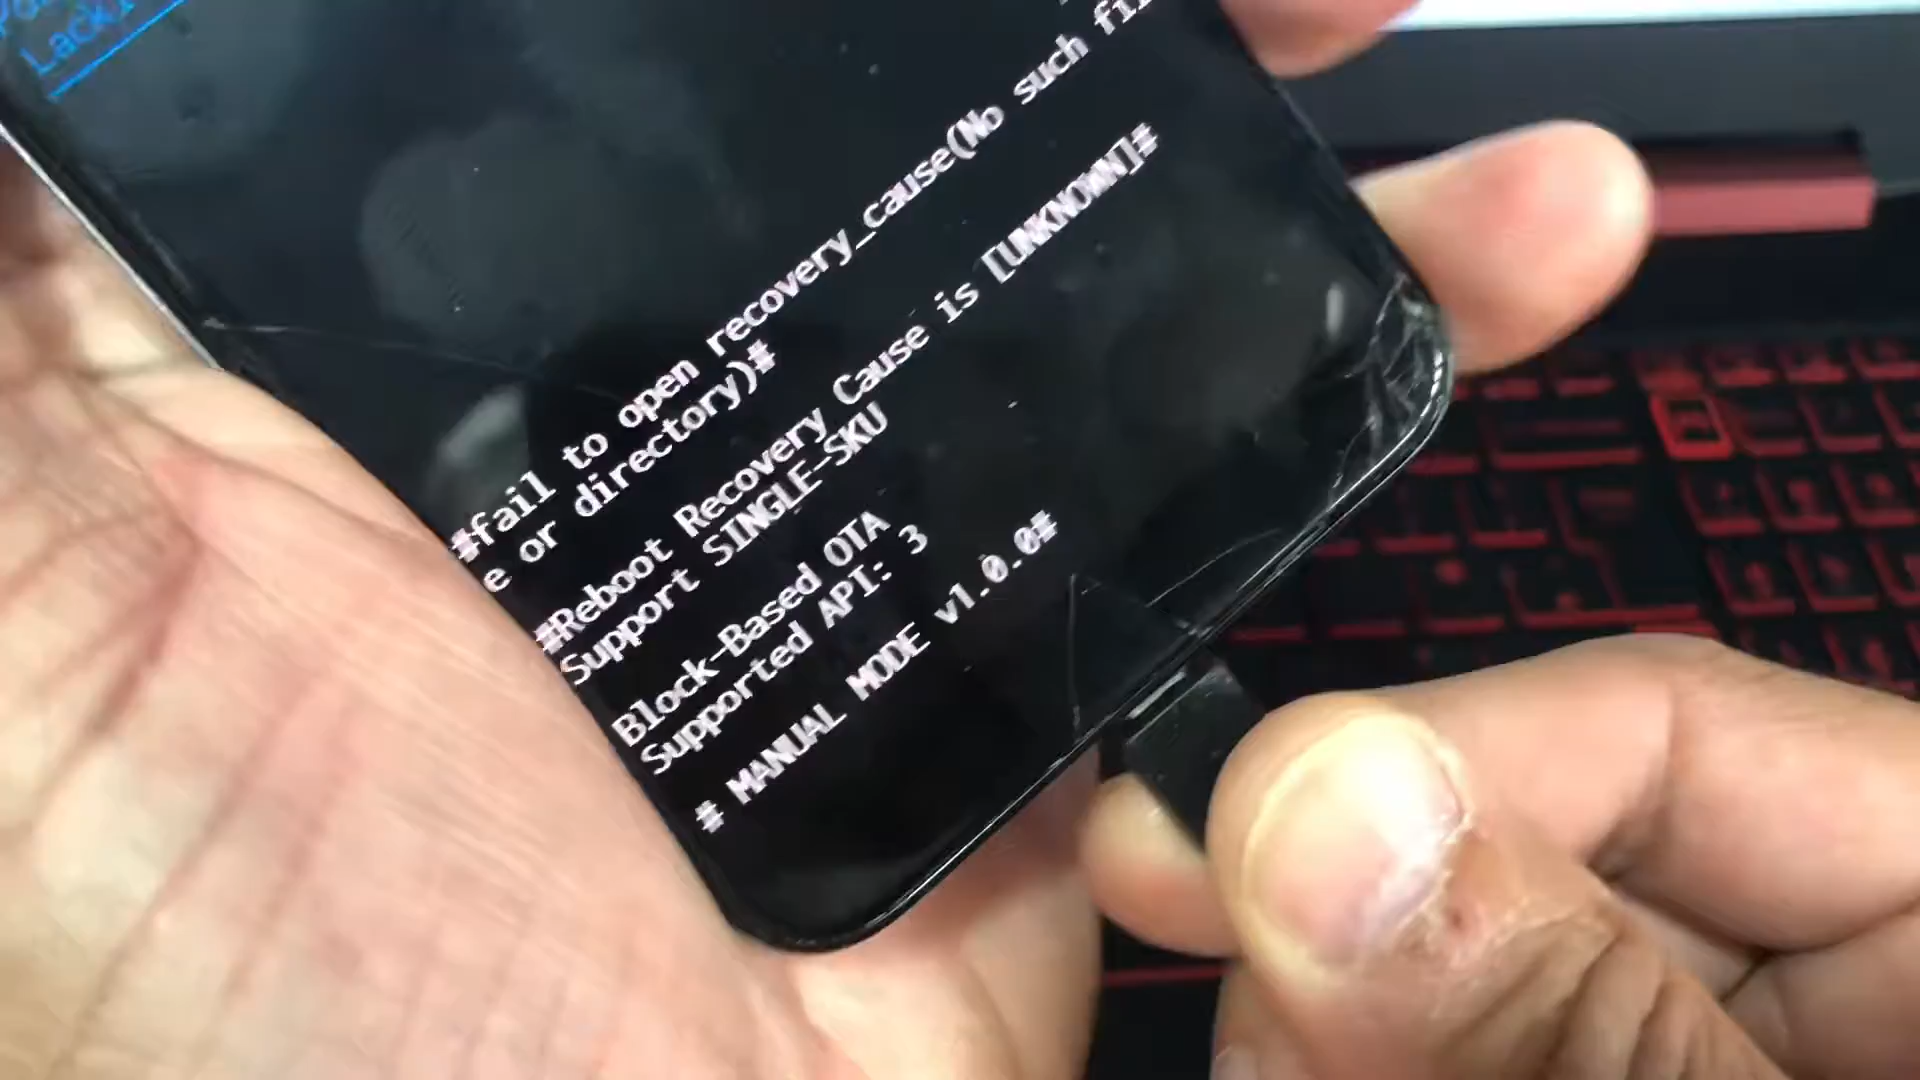 #fail to open recovery_cause(No such fil
e or directory)#
#Reboot Recovery Cause is [UNKNOWN]#
Support SINGLE-SKU
Block-Based OTA
Supported API: 3
# MANUAL MODE v1.0.0#